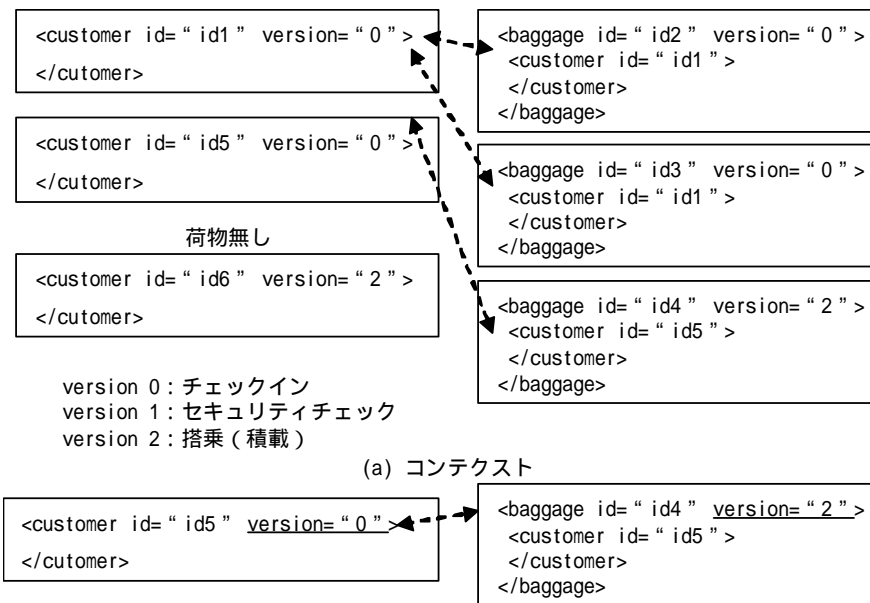 <customer id=“ id1 ” version=“ 0 ” >
</cutomer>
<customer id=“ id5 ” version=“ 0 ” >
</cutomer>
荷物無し
<customer id=“ id6 ” version=“ 2 ” >
</cutomer>
version 0：チェックイン
version 1：セキュリティチェック
version 2：搭乗（積載）
<baggage id=“ id2 ” version=“ 0 ” >
<customer id=“ id1 ” >
</customer>
</baggage>
<baggage id=“ id3 ” version=“ 0 ” >
<customer id=“ id1 ” >
</customer>
</baggage>
<baggage id=“ id4 ” version=“ 2 ” >
<customer id=“ id5 ” >
</customer>
</baggage>
(a) コンテクスト
<customer id=“ id5 ” version=“ 0 ” >
</cutomer>
<baggage id=“ id4 ” version=“ 2 ” >
<customer id=“ id5 ” >
</customer>
</baggage>